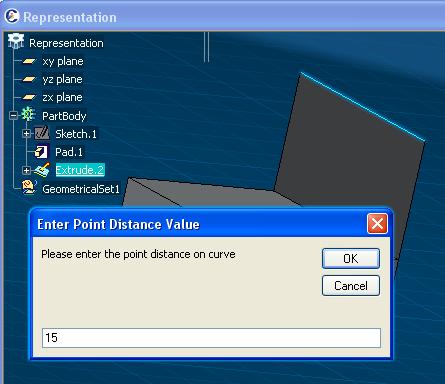 Representation
Representation
xy plane
yz plane
zx plane
PartBody
Sketch.1
Pad.1
Extrude.2
GeometricalSet1
Enter Point Distance Value
Please enter the point distance on curve
OK
Cancel
15